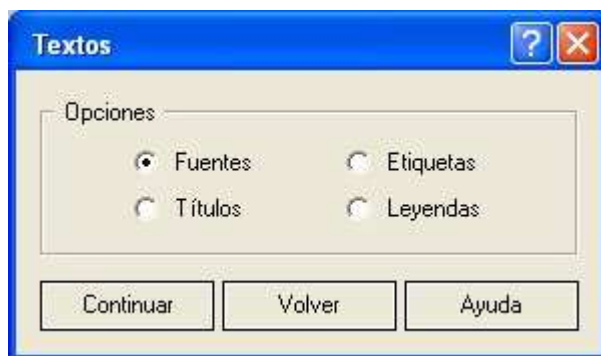 Textos
Opciones
Fuentes Etiquetas
Títulos Leyendas
Continuar Volver Ayuda